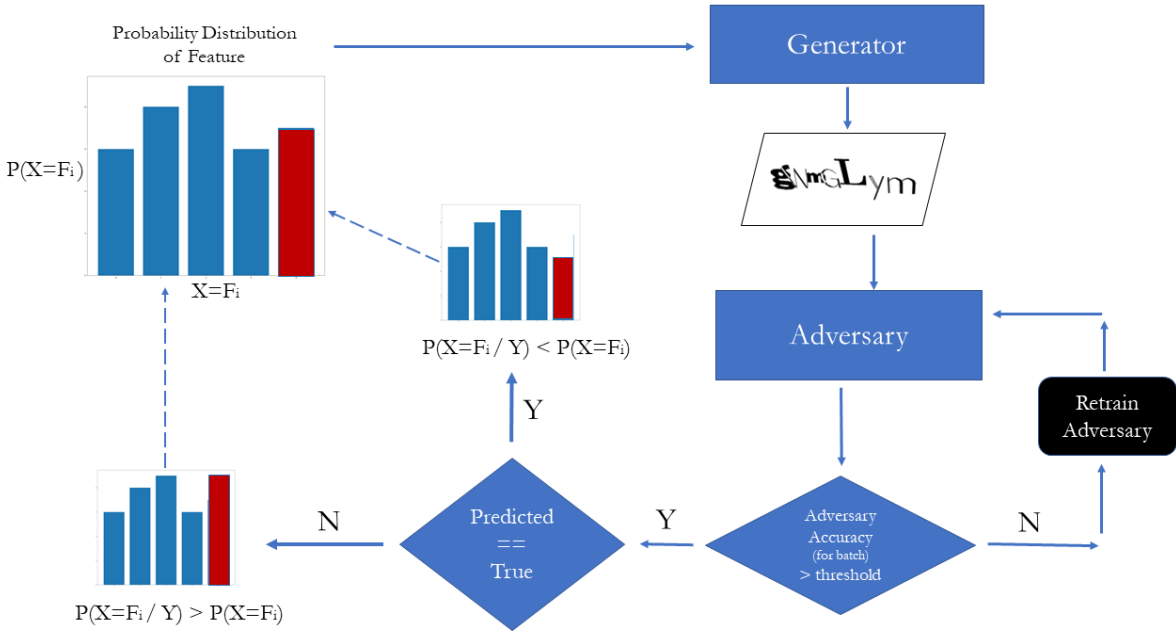 Probability Distribution
of Feature
P(X=Fᵢ)
X=Fᵢ
Generator
gWmGLym
Adversary
Retrain
Adversary
P(X=Fᵢ / Y) < P(X=Fᵢ)
Y
Predicted
==
True
N
P(X=Fᵢ / Y) > P(X=Fᵢ)
Y
Adversary
Accuracy
(for batch)
> threshold
N